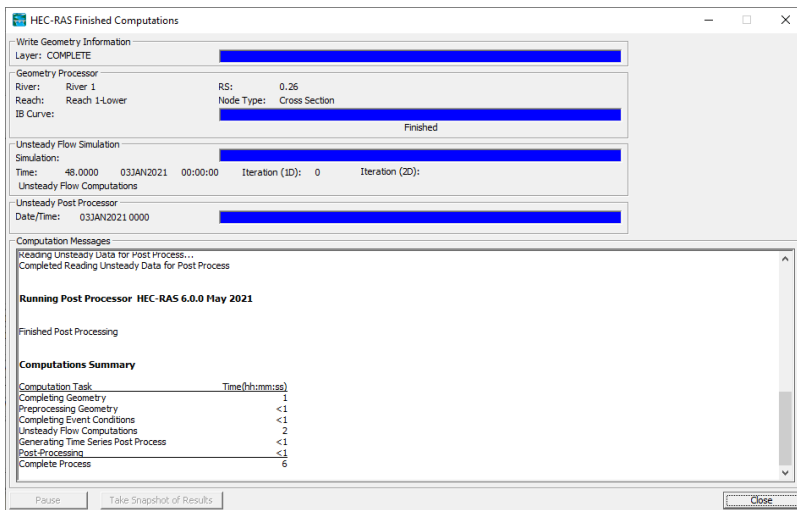 HEC-RAS Finished Computations
Write Geometry Information
Layer: COMPLETE
Geometry Processor
River: River 1 RS: 0.26
Reach: Reach 1-Lower Node Type: Cross Section
IB Curve:
Finished
Unsteady Flow Simulation
Simulation:
Time: 48.0000 03JAN2021 00:00:00 Iteration (1D): 0 Iteration (2D):
Unsteady Flow Computations
Unsteady Post Processor
Date/Time: 03JAN2021 0000
Computation Messages
Reading Unsteady Data for Post Process...
Completed Reading Unsteady Data for Post Process
Running Post Processor HEC-RAS 6.0.0 May 2021
Finished Post Processing
Computations Summary
Computation Task Time(hh:mm:ss)
Completing Geometry 1
Preprocessing Geometry <1
Completing Event Conditions <1
Unsteady Flow Computations 2
Generating Time Series Post Process <1
Post-Processing <1
Complete Process 6
Pause Take Snapshot of Results Close